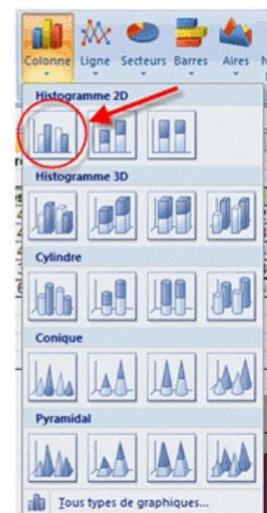 Colonne Ligne Secteurs Barres Aires
Histogramme 2D
Histogramme 3D
Cylindre
Conique
Pyramidal
Tous types de graphiques...